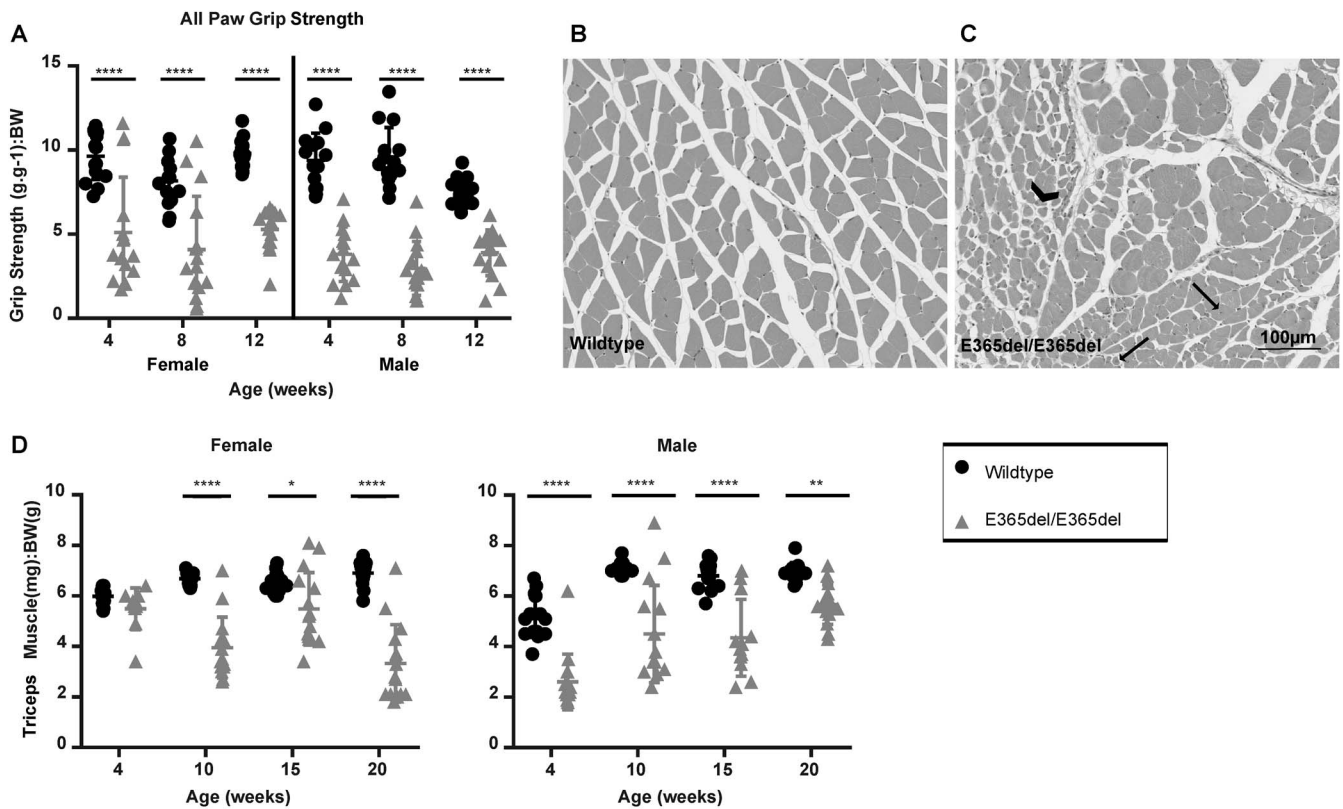 All Paw Grip Strength
A
Grip Strength (g.g-1):BW
15
10
5
0
**** **** **** **** **** ****
4 8 12 4 8 12
Female Male
Age (weeks)
B
Wildtype
C
E365del/E365del
100µm
D
Female
Triceps Muscle(mg):BW(g)
10
8
6
4
2
0
**** * ****
4 10 15 20
Age (weeks)
Male
10
8
6
4
2
0
**** **** **** **
4 10 15 20
Age (weeks)
Wildtype
E365del/E365del